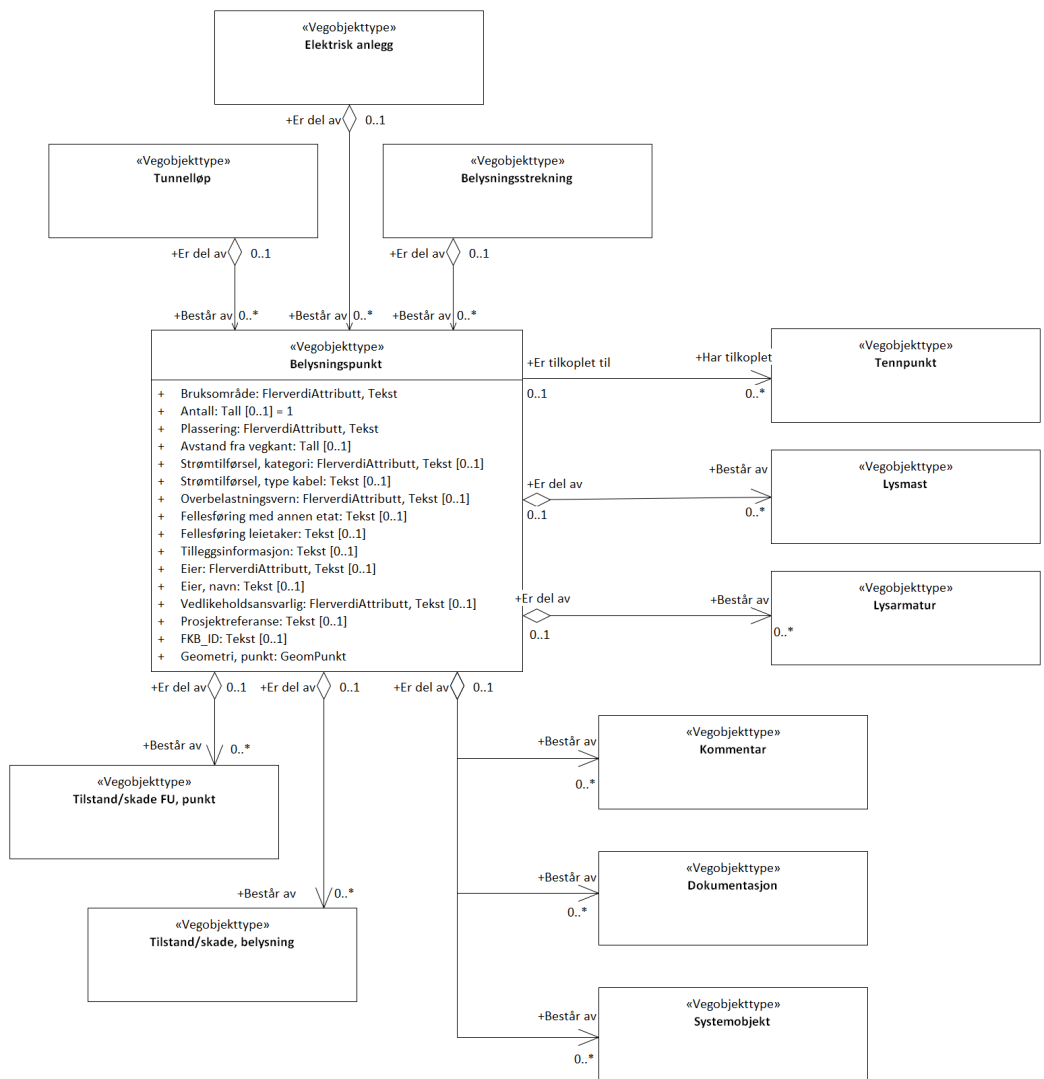 «Vegobjekttype»
Elektrisk anlegg
+Er del av 0..1
«Vegobjekttype»
Tunnelløp
«Vegobjekttype»
Belysningsstrekning
+Er del av 0..1
+Er del av 0..1
+Består av 0..*
+Består av 0..*
+Består av 0..*
«Vegobjekttype»
Belysningspunkt
+ Bruksområde: FlerverdiAttributt, Tekst
+ Antall: Tall [0..1] = 1
+ Plassering: FlerverdiAttributt, Tekst
+ Avstand fra vegkant: Tall [0..1]
+ Strømtilførsel, kategori: FlerverdiAttributt, Tekst [0..1]
+ Strømtilførsel, type kabel: Tekst [0..1]
+ Overbelastningsvern: FlerverdiAttributt, Tekst [0..1]
+ Fellesføring med annen etat: Tekst [0..1]
+ Fellesføring leietaker: Tekst [0..1]
+ Tilleggsinformasjon: Tekst [0..1]
+ Eier: FlerverdiAttributt, Tekst [0..1]
+ Eier, navn: Tekst [0..1]
+ Vedlikeholdsansvarlig: FlerverdiAttributt, Tekst [0..1]
+ Prosjektreferanse: Tekst [0..1]
+ FKB_ID: Tekst [0..1]
+ Geometri, punkt: GeomPunkt
+Er tilkoplet til
0..1
+Har tilkoplet
0..*
«Vegobjekttype»
Tennpunkt
+Er del av
0..1
+Består av
0..*
«Vegobjekttype»
Lysmast
+Er del av
0..1
+Består av
0..*
«Vegobjekttype»
Lysarmatur
+Er del av 0..1
+Er del av 0..1
+Er del av 0..1
+Består av 0..*
«Vegobjekttype»
Tilstand/skade FU, punkt
+Består av 0..*
«Vegobjekttype»
Tilstand/skade, belysning
+Består av
0..*
«Vegobjekttype»
Kommentar
+Består av
0..*
«Vegobjekttype»
Dokumentasjon
+Består av
0..*
«Vegobjekttype»
Systemobjekt